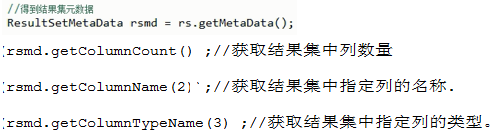 //得到结果集元数据
ResultSetMetaData rsmd = rs.getMetaData();
rsmd.getColumnCount() ;//获取结果集中列数量
rsmd.getColumnName(2)`;//获取结果集中指定列的名称.
rsmd.getColumnTypeName(3) ;//获取结果集中指定列的类型。